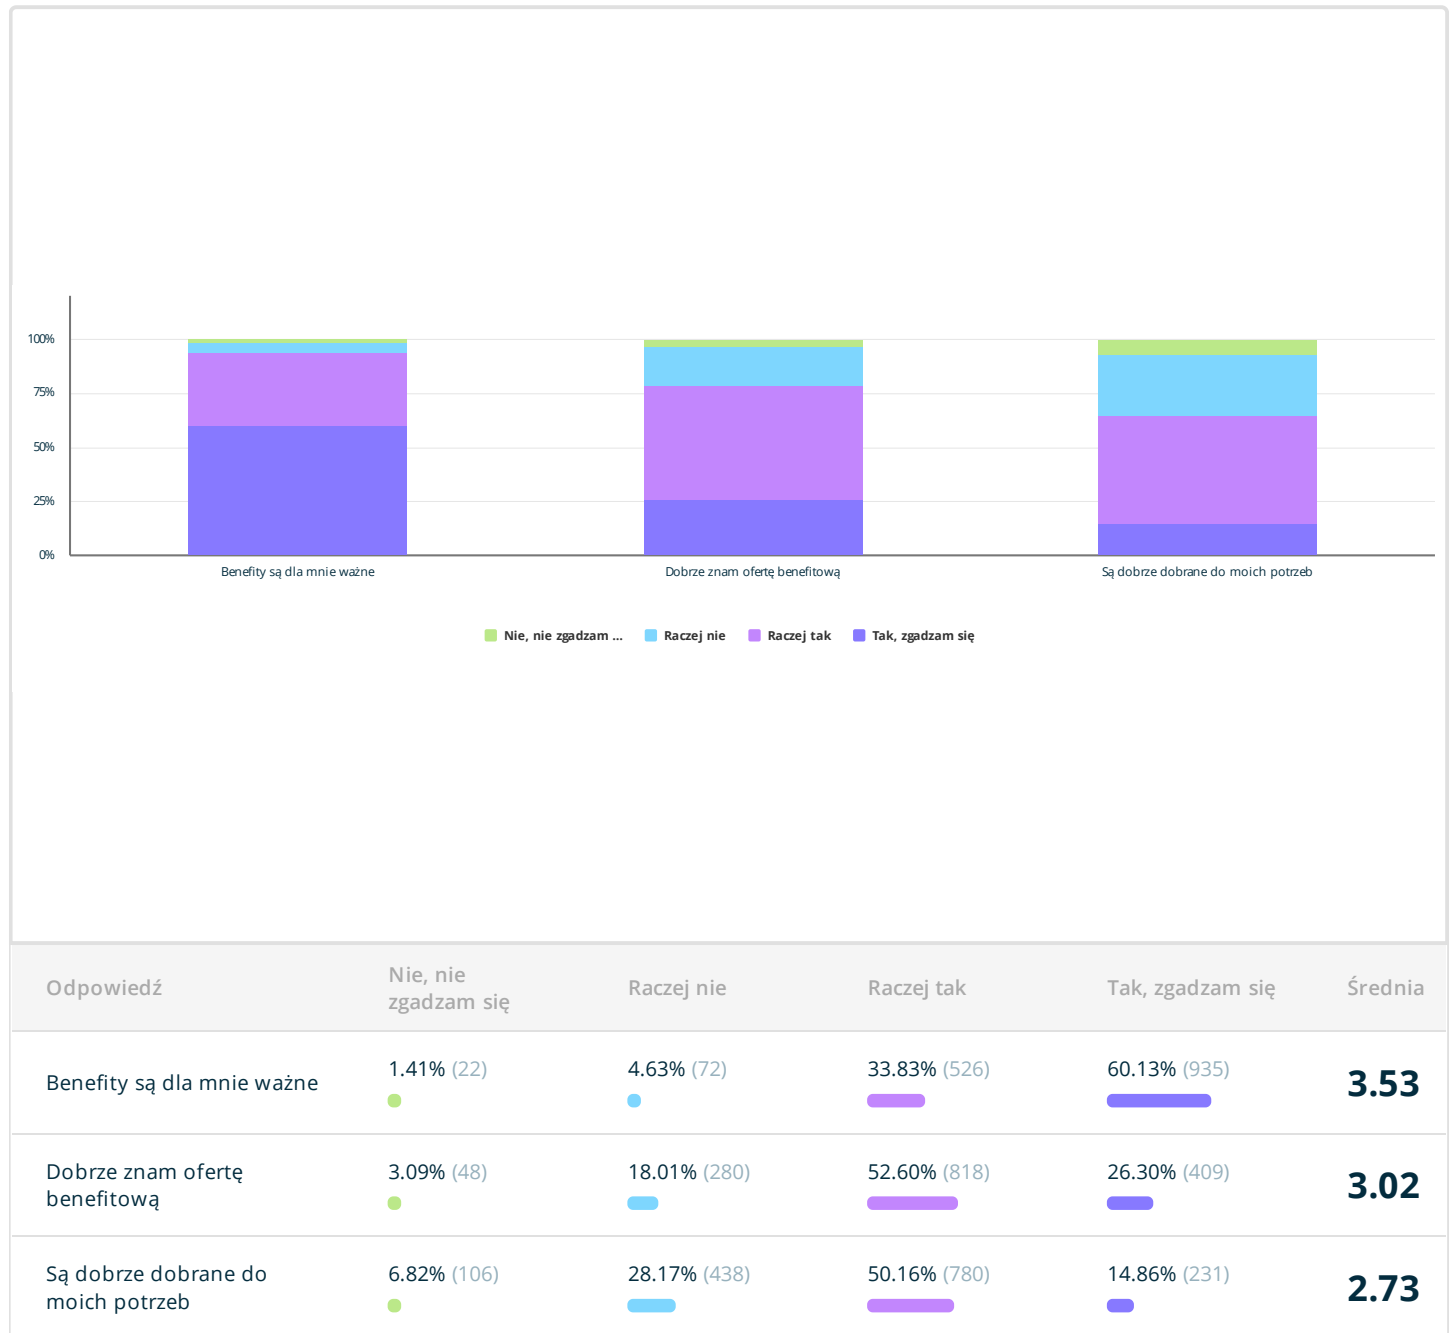 100%
75%
50%
25%
0%
Benefity są dla mnie ważne
Dobrze znam ofertę benefitową
Są dobrze dobrane do moich potrzeb
Nie, nie zgadzam ...
Raczej nie
Raczej tak
Tak, zgadzam się
Odpowiedź
Nie, nie
zgadzam się
Raczej nie
Raczej tak
Tak, zgadzam się
Średnia
Benefity są dla mnie ważne
1.41% (22)
4.63% (72)
33.83% (526)
60.13% (935)
3.53
Dobrze znam ofertę
benefitową
3.09% (48)
18.01% (280)
52.60% (818)
26.30% (409)
3.02
Są dobrze dobrane do
moich potrzeb
6.82% (106)
28.17% (438)
50.16% (780)
14.86% (231)
2.73